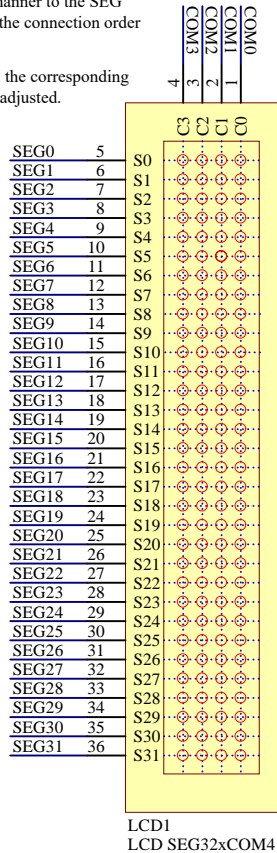 anner to the SEG
the connection order
the corresponding
adjusted.
COM3
COM2
COM1
COM0
4
3
2
1
C3
C2
C1
C0
SEG0 5 S0
SEG1 6 S1
SEG2 7 S2
SEG3 8 S3
SEG4 9 S4
SEG5 10 S5
SEG6 11 S6
SEG7 12 S7
SEG8 13 S8
SEG9 14 S9
SEG10 15 S10
SEG11 16 S11
SEG12 17 S12
SEG13 18 S13
SEG14 19 S14
SEG15 20 S15
SEG16 21 S16
SEG17 22 S17
SEG18 23 S18
SEG19 24 S19
SEG20 25 S20
SEG21 26 S21
SEG22 27 S22
SEG23 28 S23
SEG24 29 S24
SEG25 30 S25
SEG26 31 S26
SEG27 32 S27
SEG28 33 S28
SEG29 34 S29
SEG30 35 S30
SEG31 36 S31
LCD1
LCD SEG32xCOM4